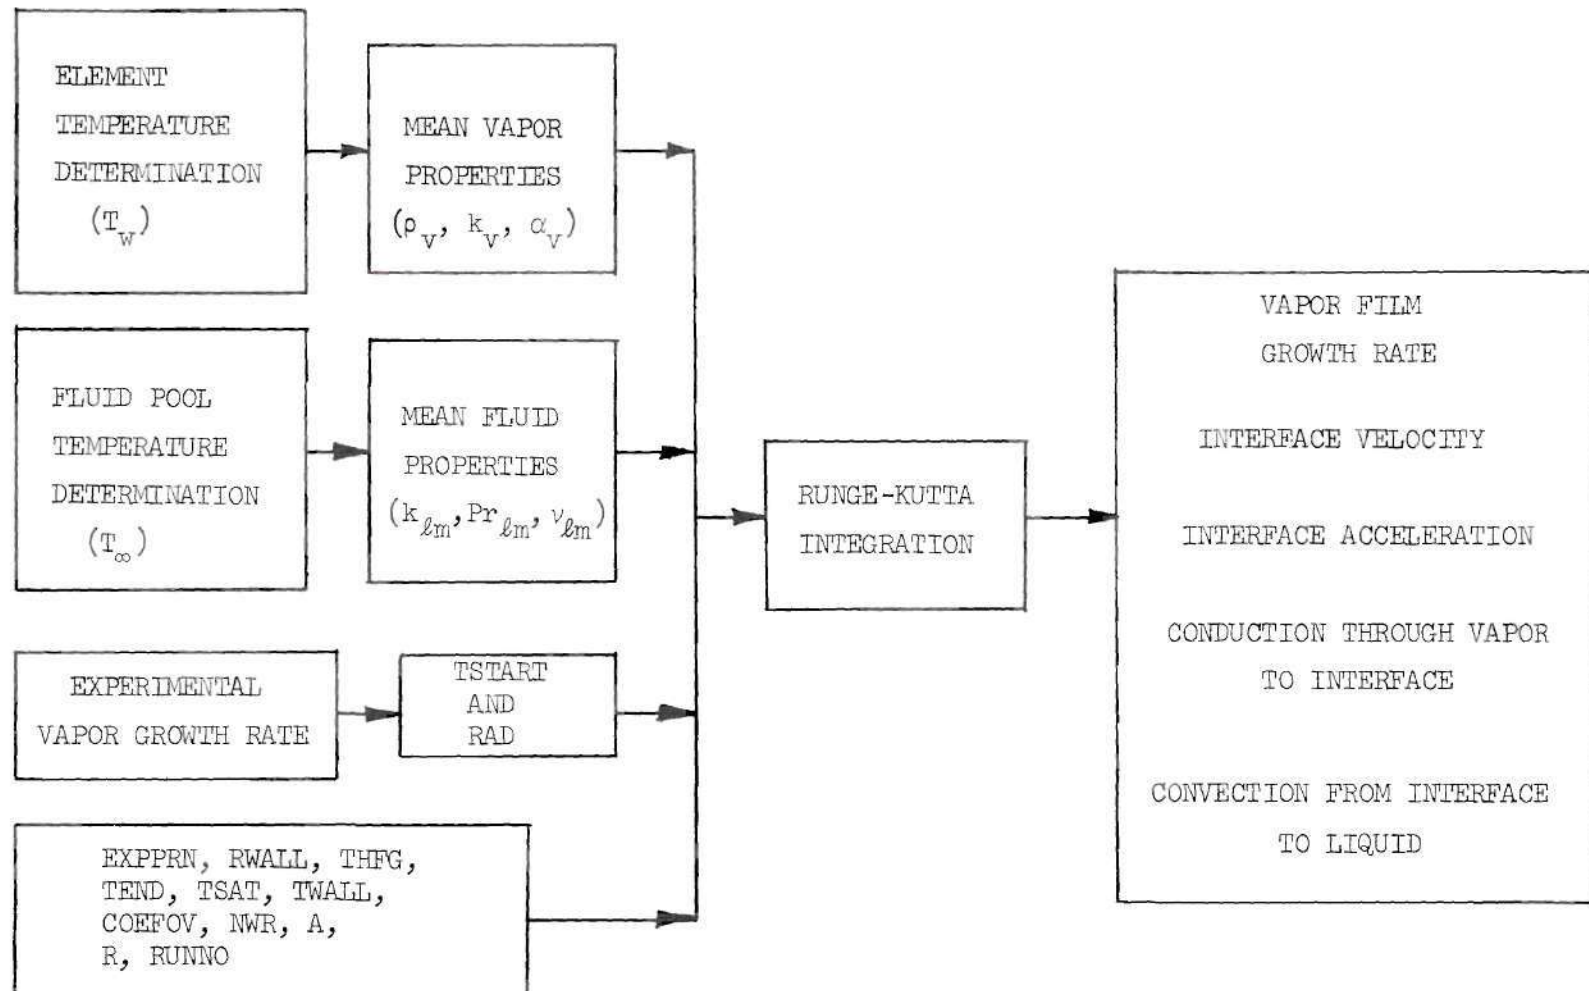 ELEMENT
TEMPERATURE
DETERMINATION
(T_w)
MEAN VAPOR
PROPERTIES
(ρ_v, k_v, α_v)
FLUID POOL
TEMPERATURE
DETERMINATION
(T_∞)
MEAN FLUID
PROPERTIES
(k_ℓm, Pr_ℓm, ν_ℓm)
EXPERIMENTAL
VAPOR GROWTH RATE
TSTART
AND
RAD
EXPPRN, RWALL, THFG,
TEND, TSAT, TWALL,
COEFOV, NWR, A,
R, RUNNO
RUNGE-KUTTA
INTEGRATION
VAPOR FILM
GROWTH RATE
INTERFACE VELOCITY
INTERFACE ACCELERATION
CONDUCTION THROUGH VAPOR
TO INTERFACE
CONVECTION FROM INTERFACE
TO LIQUID